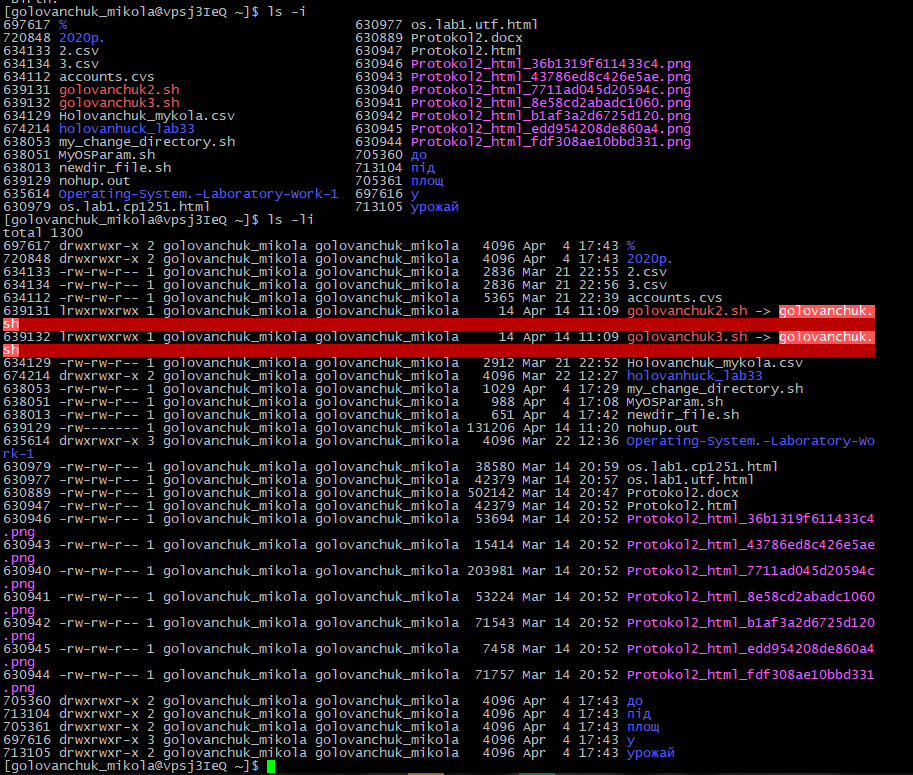 [golovanchuk_mikola@vpsj3IeQ ~]$ ls -i
697617 % 630977 os.lab1.utf.html
720848 2020р. 630889 Protokol2.docx
634133 2.csv 630947 Protokol2.html
634134 3.csv 630946 Protokol2_html_36b1319f611433c4.png
634112 accounts.cvs 630943 Protokol2_html_43786ed8c426e5ae.png
639131 golovanchuk2.sh 630940 Protokol2_html_7711ad045d20594c.png
639132 golovanchuk3.sh 630941 Protokol2_html_8e58cd2abadc1060.png
634129 Holovanchuk_mykola.csv 630942 Protokol2_html_b1af3a2d6725d120.png
674214 holovanhuck_lab33 630945 Protokol2_html_edd954208de860a4.png
638053 my_change_directory.sh 630944 Protokol2_html_fdf308ae10bbd331.png
638051 MyOSParam.sh 705360 до
638013 newdir_file.sh 713104 під
639129 nohup.out 705361 площ
635614 Operating-System.-Laboratory-Work-1 697616 у
630979 os.lab1.cp1251.html 713105 урожай
[golovanchuk_mikola@vpsj3IeQ ~]$ ls -li
total 1300
697617 drwxrwxr-x 2 golovanchuk_mikola golovanchuk_mikola 4096 Apr 4 17:43 %
720848 drwxrwxr-x 2 golovanchuk_mikola golovanchuk_mikola 4096 Apr 4 17:43 2020р.
634133 -rw-rw-r-- 1 golovanchuk_mikola golovanchuk_mikola 2836 Mar 21 22:55 2.csv
634134 -rw-rw-r-- 1 golovanchuk_mikola golovanchuk_mikola 2836 Mar 21 22:56 3.csv
634112 -rw-rw-r-- 1 golovanchuk_mikola golovanchuk_mikola 5365 Mar 21 22:39 accounts.cvs
639131 lrwxrwxrwx 1 golovanchuk_mikola golovanchuk_mikola 14 Apr 14 11:09 golovanchuk2.sh -> golovanchuk.
sh
639132 lrwxrwxrwx 1 golovanchuk_mikola golovanchuk_mikola 14 Apr 14 11:09 golovanchuk3.sh -> golovanchuk.
sh
634129 -rw-rw-r-- 1 golovanchuk_mikola golovanchuk_mikola 2912 Mar 21 22:52 Holovanchuk_mykola.csv
674214 drwxrwxr-x 2 golovanchuk_mikola golovanchuk_mikola 4096 Mar 22 12:27 holovanhuck_lab33
638053 -rw-rw-r-- 1 golovanchuk_mikola golovanchuk_mikola 1029 Apr 4 17:29 my_change_directory.sh
638051 -rw-rw-r-- 1 golovanchuk_mikola golovanchuk_mikola 988 Apr 4 17:08 MyOSParam.sh
638013 -rw-rw-r-- 1 golovanchuk_mikola golovanchuk_mikola 651 Apr 4 17:42 newdir_file.sh
639129 -rw------- 1 golovanchuk_mikola golovanchuk_mikola 131206 Apr 14 11:20 nohup.out
635614 drwxrwxr-x 3 golovanchuk_mikola golovanchuk_mikola 4096 Mar 22 12:36 Operating-System.-Laboratory-Wo
rk-1
630979 -rw-rw-r-- 1 golovanchuk_mikola golovanchuk_mikola 38580 Mar 14 20:59 os.lab1.cp1251.html
630977 -rw-rw-r-- 1 golovanchuk_mikola golovanchuk_mikola 42379 Mar 14 20:57 os.lab1.utf.html
630889 -rw-rw-r-- 1 golovanchuk_mikola golovanchuk_mikola 502142 Mar 14 20:47 Protokol2.docx
630947 -rw-rw-r-- 1 golovanchuk_mikola golovanchuk_mikola 42379 Mar 14 20:52 Protokol2.html
630946 -rw-rw-r-- 1 golovanchuk_mikola golovanchuk_mikola 53694 Mar 14 20:52 Protokol2_html_36b1319f611433c4
.png
630943 -rw-rw-r-- 1 golovanchuk_mikola golovanchuk_mikola 15414 Mar 14 20:52 Protokol2_html_43786ed8c426e5ae
.png
630940 -rw-rw-r-- 1 golovanchuk_mikola golovanchuk_mikola 203981 Mar 14 20:52 Protokol2_html_7711ad045d20594c
.png
630941 -rw-rw-r-- 1 golovanchuk_mikola golovanchuk_mikola 53224 Mar 14 20:52 Protokol2_html_8e58cd2abadc1060
.png
630942 -rw-rw-r-- 1 golovanchuk_mikola golovanchuk_mikola 71543 Mar 14 20:52 Protokol2_html_b1af3a2d6725d120
.png
630945 -rw-rw-r-- 1 golovanchuk_mikola golovanchuk_mikola 7458 Mar 14 20:52 Protokol2_html_edd954208de860a4
.png
630944 -rw-rw-r-- 1 golovanchuk_mikola golovanchuk_mikola 71757 Mar 14 20:52 Protokol2_html_fdf308ae10bbd331
.png
705360 drwxrwxr-x 2 golovanchuk_mikola golovanchuk_mikola 4096 Apr 4 17:43 до
713104 drwxrwxr-x 2 golovanchuk_mikola golovanchuk_mikola 4096 Apr 4 17:43 під
705361 drwxrwxr-x 2 golovanchuk_mikola golovanchuk_mikola 4096 Apr 4 17:43 площ
697616 drwxrwxr-x 3 golovanchuk_mikola golovanchuk_mikola 4096 Apr 4 17:43 у
713105 drwxrwxr-x 2 golovanchuk_mikola golovanchuk_mikola 4096 Apr 4 17:43 урожай
[golovanchuk_mikola@vpsj3IeQ ~]$